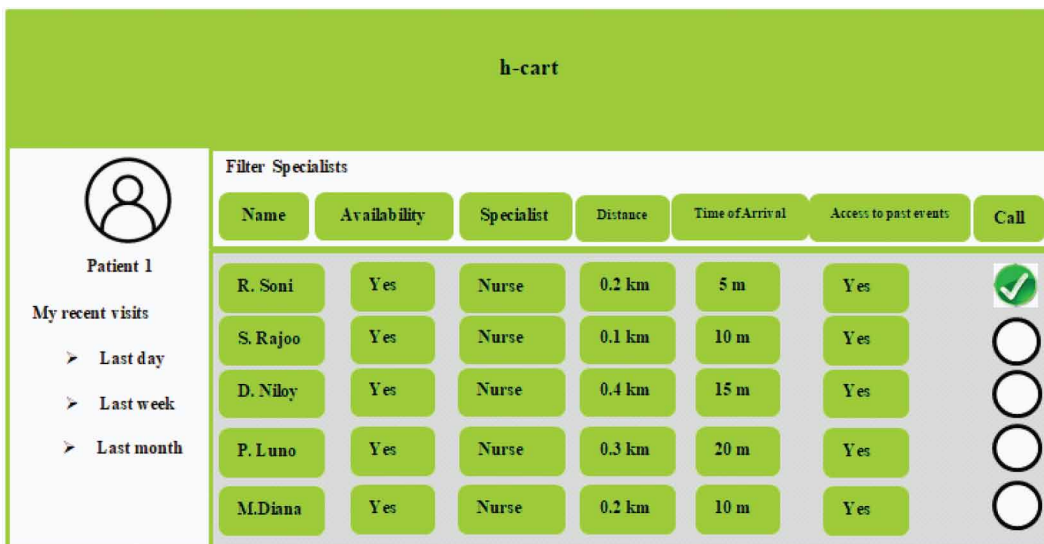 h-cart
Patient 1
My recent visits
Last day
Last week
Last month
Filter Specialists
Name Availability Specialist Distance Time of Arrival Access to past events Call
R. Soni Yes Nurse 0.2 km 5 m Yes
S. Rajoo Yes Nurse 0.1 km 10 m Yes
D. Niloy Yes Nurse 0.4 km 15 m Yes
P. Luno Yes Nurse 0.3 km 20 m Yes
M.Diana Yes Nurse 0.2 km 10 m Yes